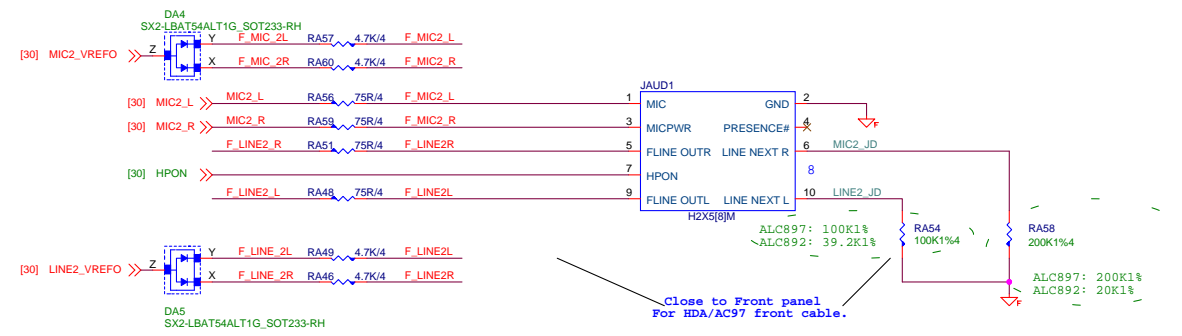 DA4
SX2-LBAT54ALT1G_SOT233-RH
[30] MIC2_VREFO Z Y F_MIC_2L RA57 4.7K/4 F_MIC2_L
X F_MIC_2R RA60 4.7K/4 F_MIC2_R
JAUD1
[30] MIC2_L MIC2_L RA56 75R/4 F_MIC2_L 1 MIC GND 2
F
[30] MIC2_R MIC2_R RA59 75R/4 F_MIC2_R 3 MICPWR PRESENCE# 4
F_LINE2_R RA51 75R/4 F_LINE2R 5 FLINE OUTR LINE NEXT R 6 MIC2_JD
[30] HPON 7 HPON 8
F_LINE2_L RA48 75R/4 F_LINE2L 9 FLINE OUTL LINE NEXT L 10 LINE2_JD
H2X5[8]M
ALC897: 100K1%
ALC892: 39.2K1%
RA54
100K1%4
RA58
200K1%4
[30] LINE2_VREFO Z Y F_LINE_2L RA49 4.7K/4 F_LINE2L
X F_LINE_2R RA46 4.7K/4 F_LINE2R
ALC897: 200K1%
ALC892: 20K1%
F
Close to Front panel
For HDA/AC97 front cable.
DA5
SX2-LBAT54ALT1G_SOT233-RH